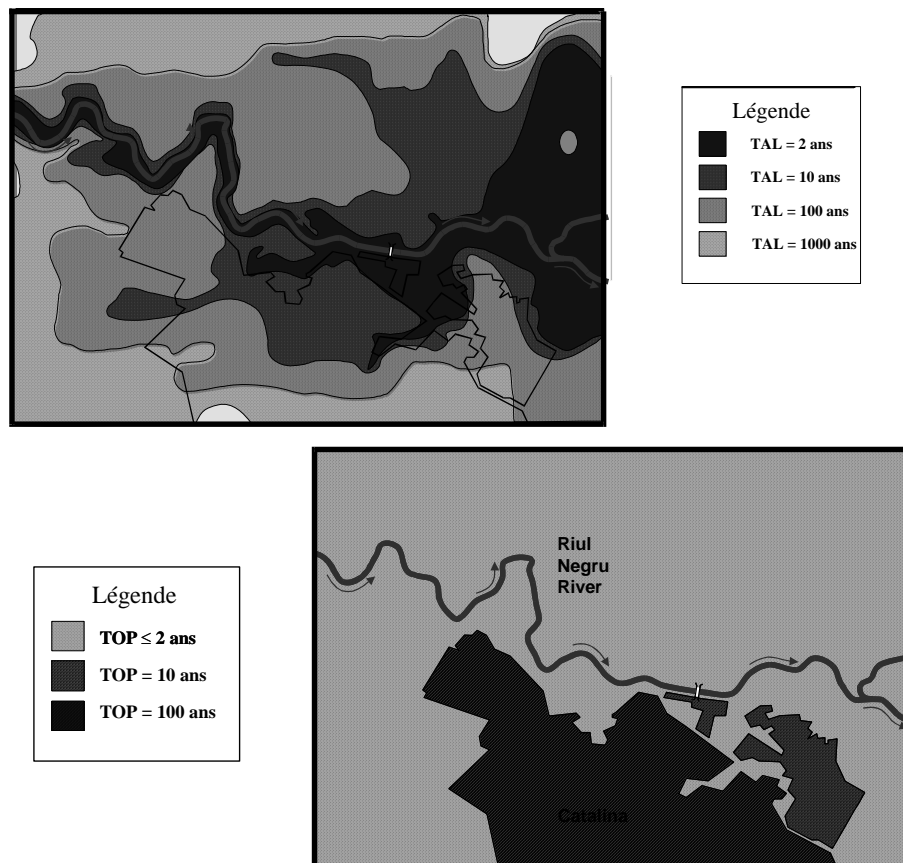 Légende
TAL = 2 ans
TAL = 10 ans
TAL = 100 ans
TAL = 1000 ans
Riul
Negru
River
Catalina
Légende
TOP ≤ 2 ans
TOP = 10 ans
TOP = 100 ans